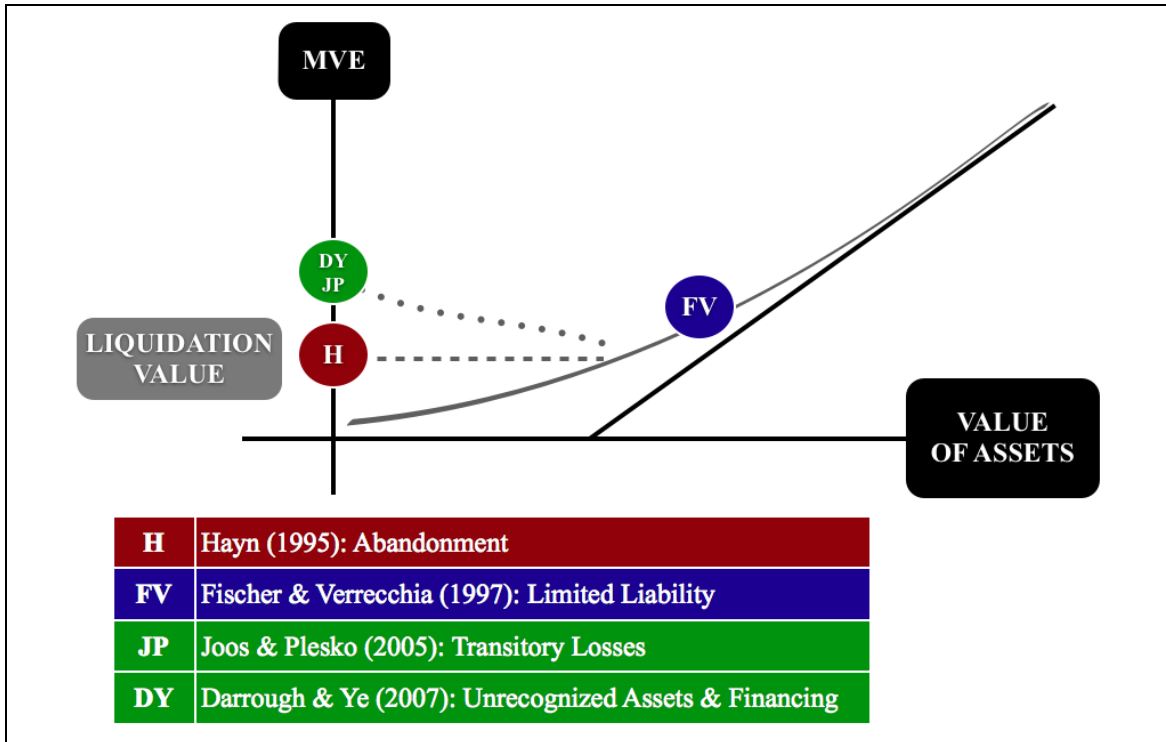 MVE
DY
JP
LIQUIDATION
VALUE
H
FV
VALUE
OF ASSETS
H Hayn (1995): Abandonment
FV Fischer & Verrecchia (1997): Limited Liability
JP Joos & Plesko (2005): Transitory Losses
DY Darrough & Ye (2007): Unrecognized Assets & Financing